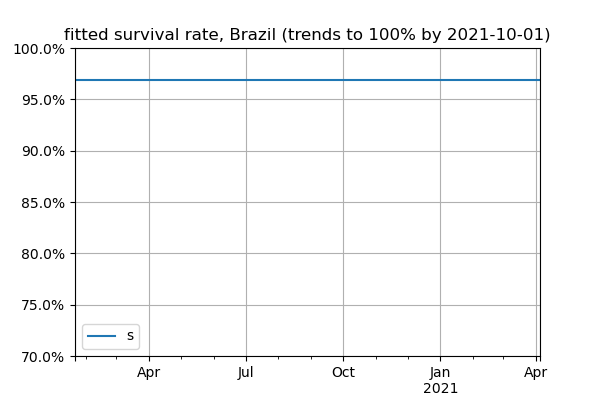 fitted survival rate, Brazil (trends to 100% by 2021-10-01)
100.0%
95.0%
90.0%
85.0%
80.0%
75.0%
70.0%
s
Apr Jul Oct Jan Apr
2021